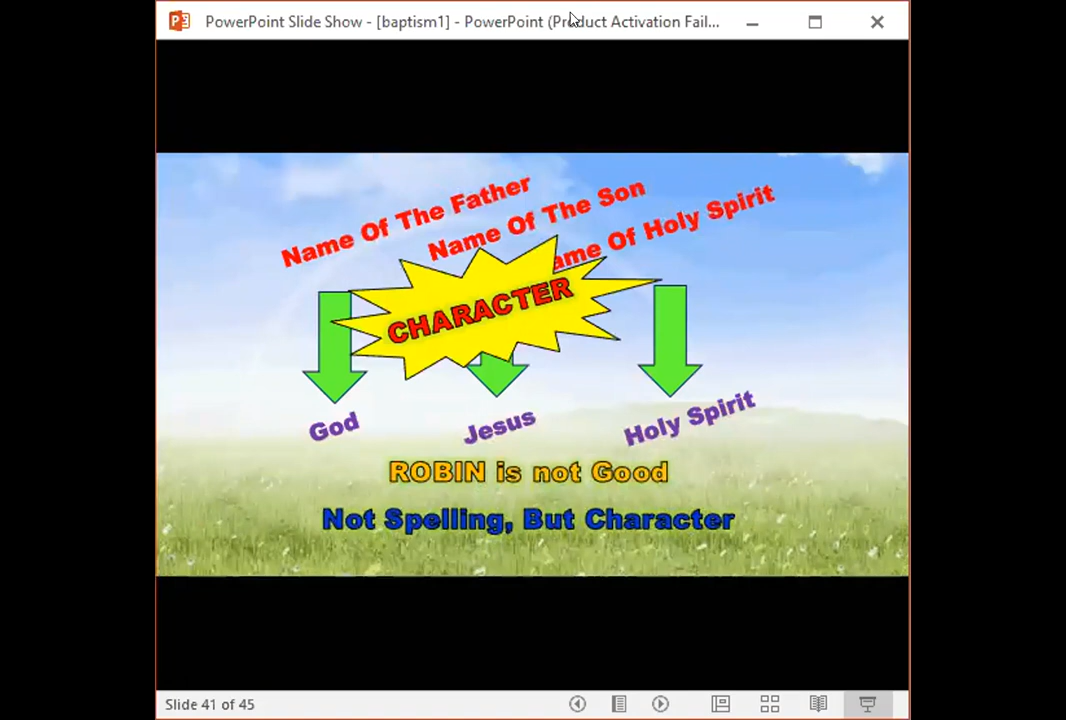 PowerPoint Slide Show - [baptism1] - PowerPoint (Product Activation Fail...
Name Of The Father
Name Of The Son
ame Of Holy Spirit
CHARACTER
God
Jesus
Holy Spirit
ROBIN is not Good
Not Spelling, But Character
Slide 41 of 45